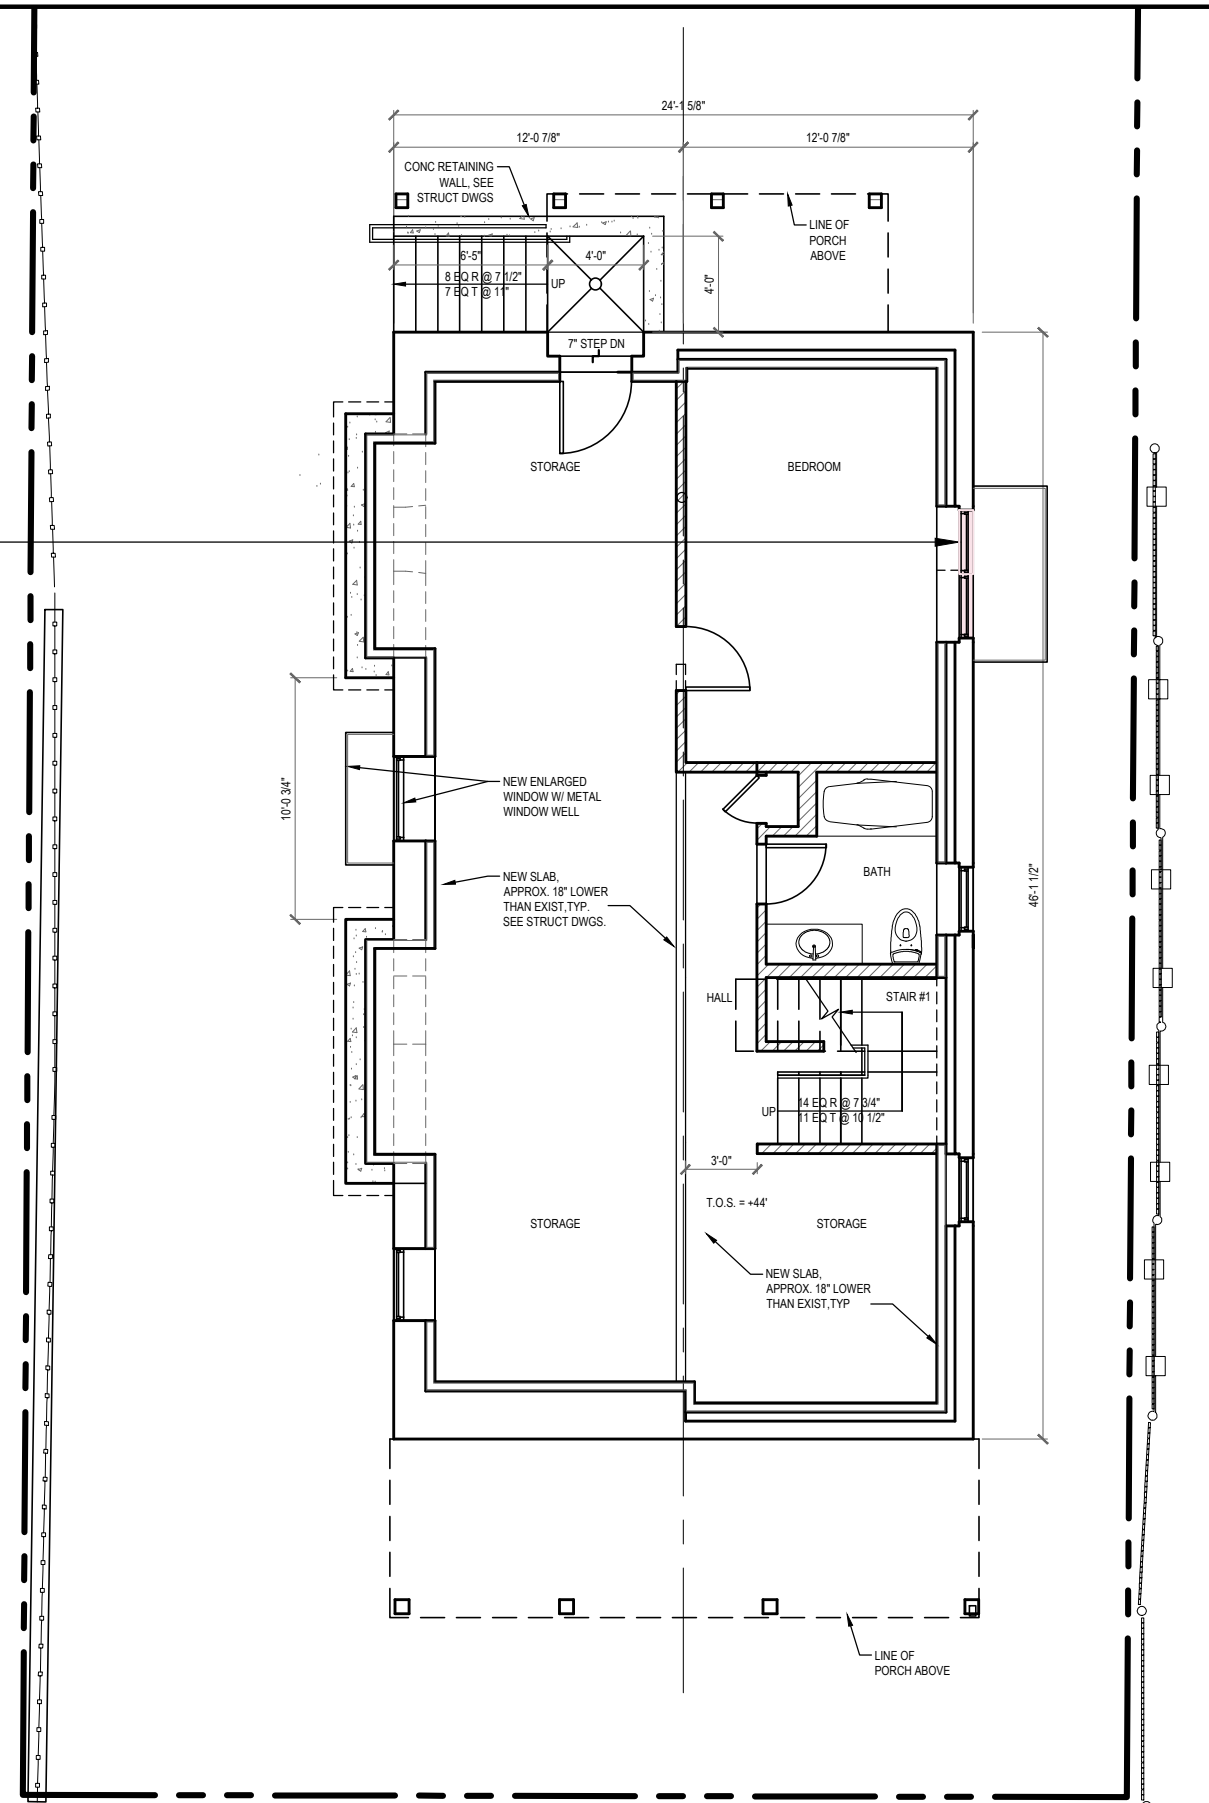 24'-1 5/8"
12'-0 7/8"
12'-0 7/8"
CONC RETAINING
WALL, SEE
STRUCT DWGS
LINE OF
PORCH
ABOVE
6'-5"
4'-0"
8 EQ R @ 7 1/2"
7 EQ T @ 11"
UP
4'-0"
7" STEP DN
STORAGE
BEDROOM
10'-0 3/4"
NEW ENLARGED
WINDOW W/ METAL
WINDOW WELL
NEW SLAB,
APPROX. 18" LOWER
THAN EXIST,TYP.
SEE STRUCT DWGS.
BATH
46'-1 1/2"
HALL
STAIR #1
UP
14 EQ R @ 7 3/4"
11 EQ T @ 10 1/2"
3'-0"
T.O.S. = +44'
STORAGE
STORAGE
NEW SLAB,
APPROX. 18" LOWER
THAN EXIST,TYP
LINE OF
PORCH ABOVE